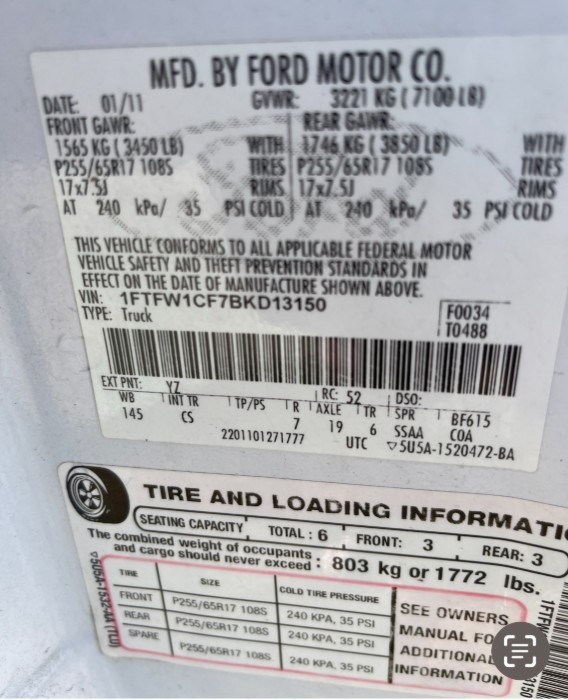 MFD. BY FORD MOTOR CO.
DATE: 01/11 GVWR: 3221 KG ( 7100 LB)
FRONT GAWR: REAR GAWR:
1565 KG ( 3450 LB) WITH 1746 KG ( 3850 LB) WITH
P255/65R17 108S TIRES P255/65R17 108S TIRES
17x7.5J RIMS 17x7.5J RIMS
AT 240 kPa/ 35 PSI COLD AT 240 kPa/ 35 PSI COLD
THIS VEHICLE CONFORMS TO ALL APPLICABLE FEDERAL MOTOR
VEHICLE SAFETY AND THEFT PREVENTION STANDARDS IN
EFFECT ON THE DATE OF MANUFACTURE SHOWN ABOVE.
VIN: 1FTFW1CF7BKD13150
TYPE: Truck
F0034
T0488
EXT PNT: YZ RC: 52 DSO:
WB INT TR TP/PS R AXLE TR SPR BF615
145 CS 7 19 6 SSAA COA
2201101271777 UTC 5U5A-1520472-BA
TIRE AND LOADING INFORMATI
SEATING CAPACITY TOTAL : 6 FRONT: 3 REAR: 3
The combined weight of occupants
and cargo should never exceed : 803 kg or 1772 lbs.
5U5A-1532-AA (TLU)
TIRE SIZE COLD TIRE PRESSURE
FRONT P255/65R17 108S 240 KPA, 35 PSI
REAR P255/65R17 108S 240 KPA, 35 PSI
SPARE P255/65R17 108S 240 KPA, 35 PSI
SEE OWNERS
MANUAL FO
ADDITIONAL
INFORMATION
1FTF
3150